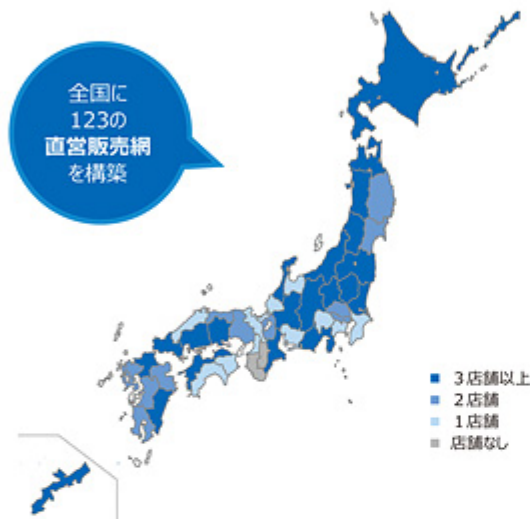 全国に
123の
直営販売網
を構築
3店舗以上
2店舗
1店舗
店舗なし